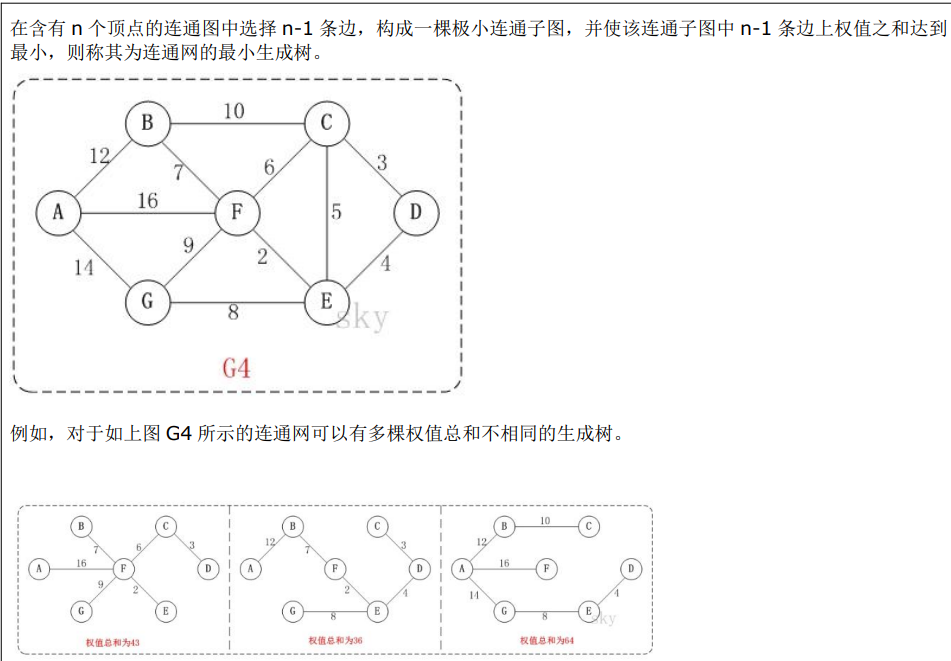 在含有 n 个顶点的连通图中选择 n-1 条边，构成一棵极小连通子图，并使该连通子图中 n-1 条边上权值之和达到
最小，则称其为连通网的最小生成树。
B 10 C
12 7 6 3
A 16 F 5 D
14 9 2 4
G 8 E
sky
G4
例如，对于如上图 G4 所示的连通网可以有多棵权值总和不相同的生成树。
B C B C B 10 C
7 6 3 12 7 3 12
A 16 F D A F D A 16 F D
9 2 2 4 14 4
G E G 8 E G 8 E
sky
权值总和为43 权值总和为36 权值总和为64